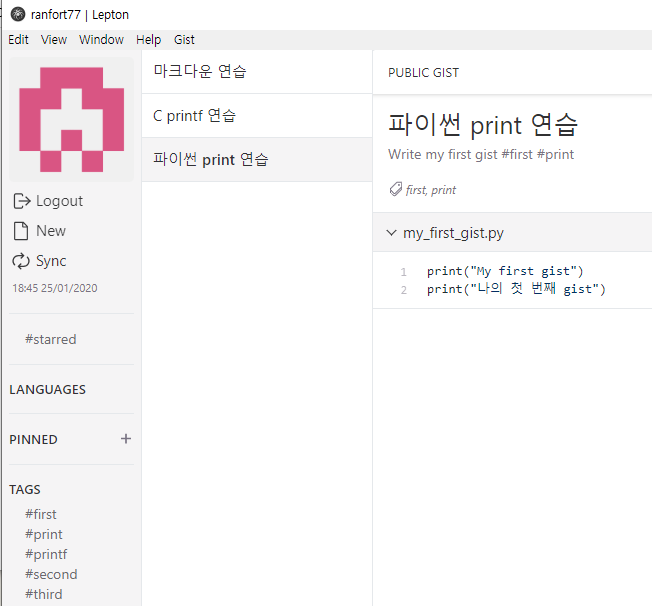 ranfort77 | Lepton
Edit View Window Help Gist
Logout
New
Sync
18:45 25/01/2020
#starred
LANGUAGES
PINNED +
TAGS
#first
#print
#printf
#second
#third
마크다운 연습
C printf 연습
파이썬 print 연습
PUBLIC GIST
파이썬 print 연습
Write my first gist #first #print
first, print
my_first_gist.py
1 print("My first gist")
2 print("나의 첫 번째 gist")